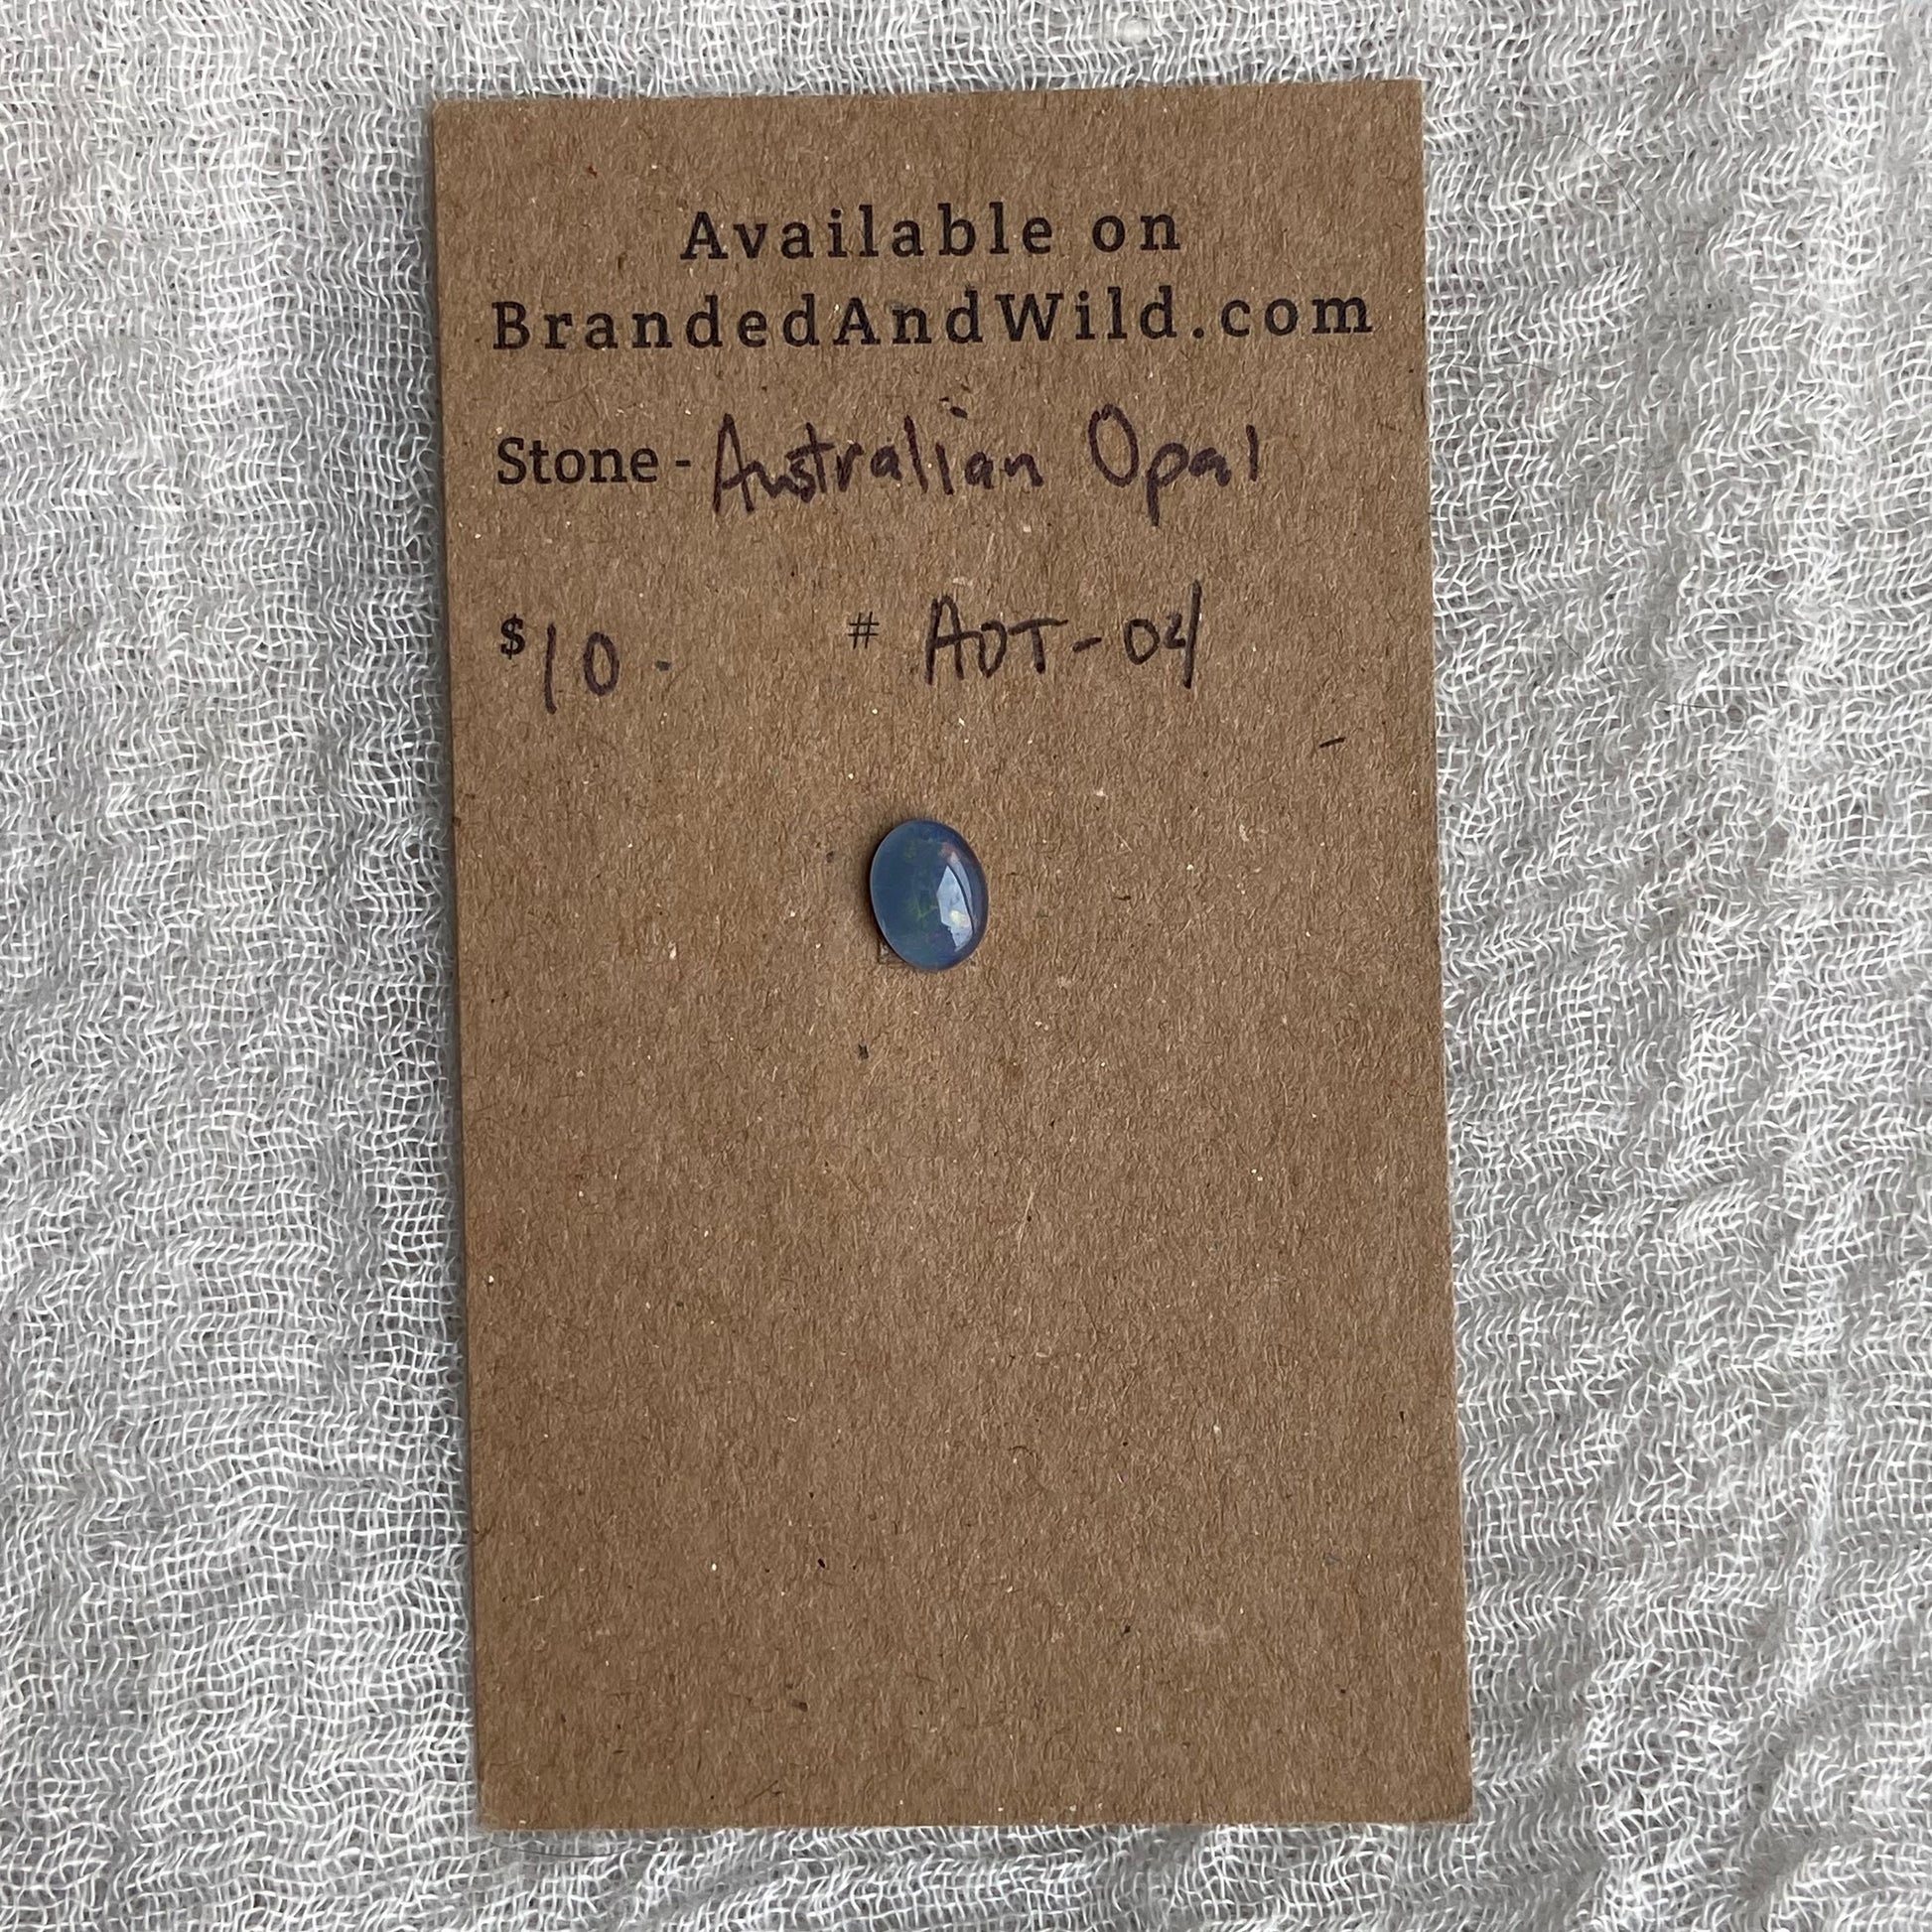 Available on
BrandedAndWild.com
Stone - Australian Opal
$10 # AOT-04